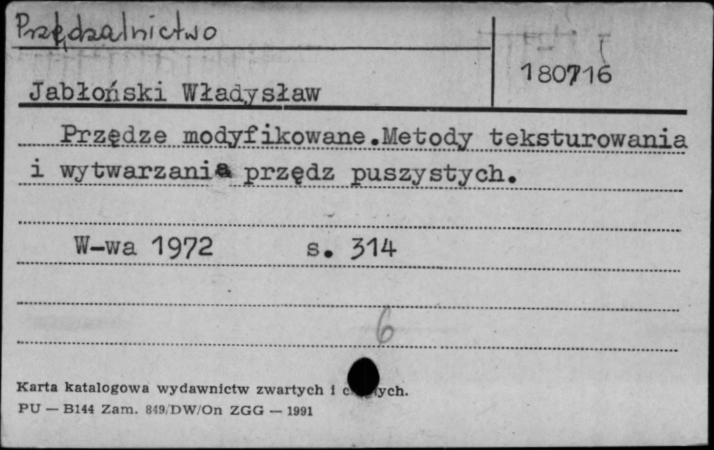 Przędzalnictwo
180716
Jabłoński Władysław
Przędze modyfikowane.Metody teksturowania
i wytwarzania przędz puszystych.
W-wa 1972 s. 314
6
Karta katalogowa wydawnictw zwartych i
PU — B144 Zam. 849/DW/On ZGG — 1991